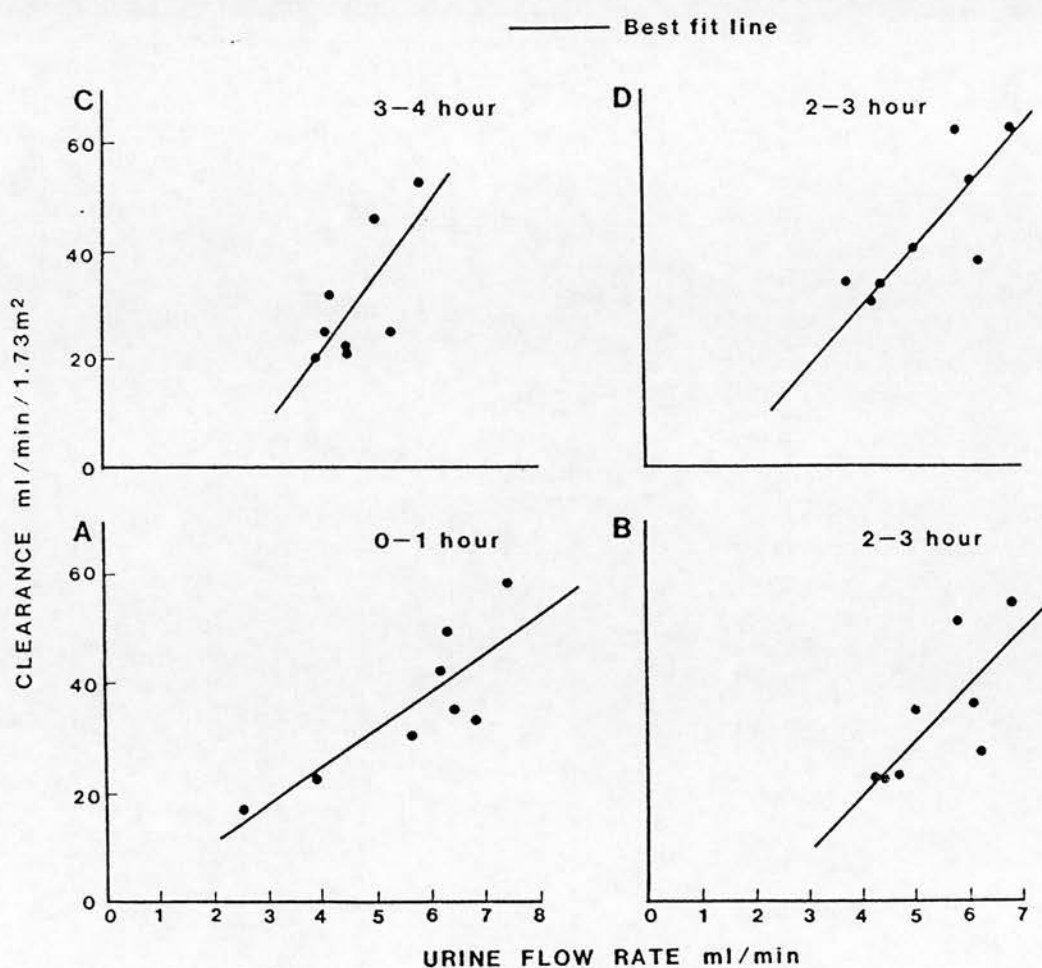 Best fit line
C
3–4 hour
D
2–3 hour
60
40
20
0
A
0–1 hour
B
2–3 hour
60
40
20
0
0 1 2 3 4 5 6 7 8
0 1 2 3 4 5 6 7
CLEARANCE ml/min/1.73m²
URINE FLOW RATE ml/min